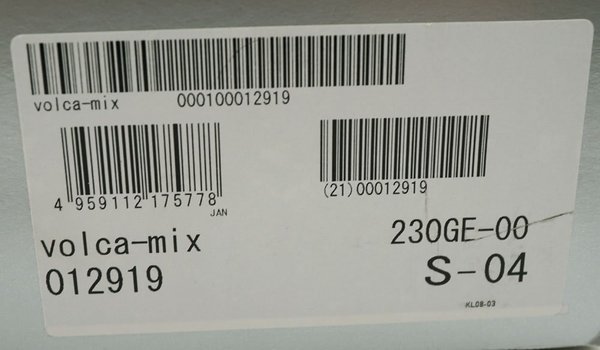 volca-mix 000100012919
4 959112 175778
JAN
(21)00012919
volca-mix
012919
230GE-00
S-04
KL08-03